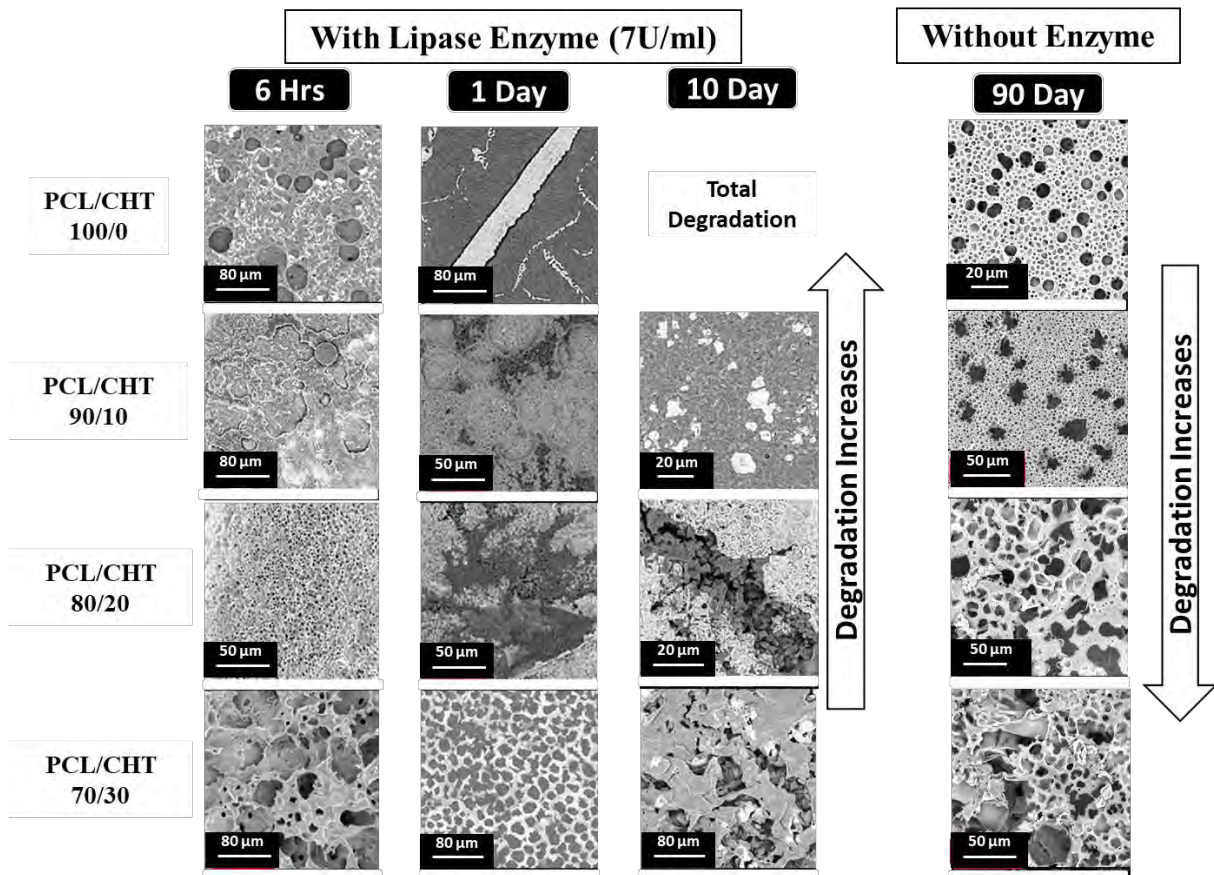 With Lipase Enzyme (7U/ml)
Without Enzyme
6 Hrs
1 Day
10 Day
90 Day
PCL/CHT
100/0
80 μm
80 μm
Total
Degradation
20 μm
PCL/CHT
90/10
80 μm
50 μm
20 μm
50 μm
PCL/CHT
80/20
50 μm
50 μm
20 μm
50 μm
PCL/CHT
70/30
80 μm
80 μm
80 μm
50 μm
Degradation Increases
Degradation Increases